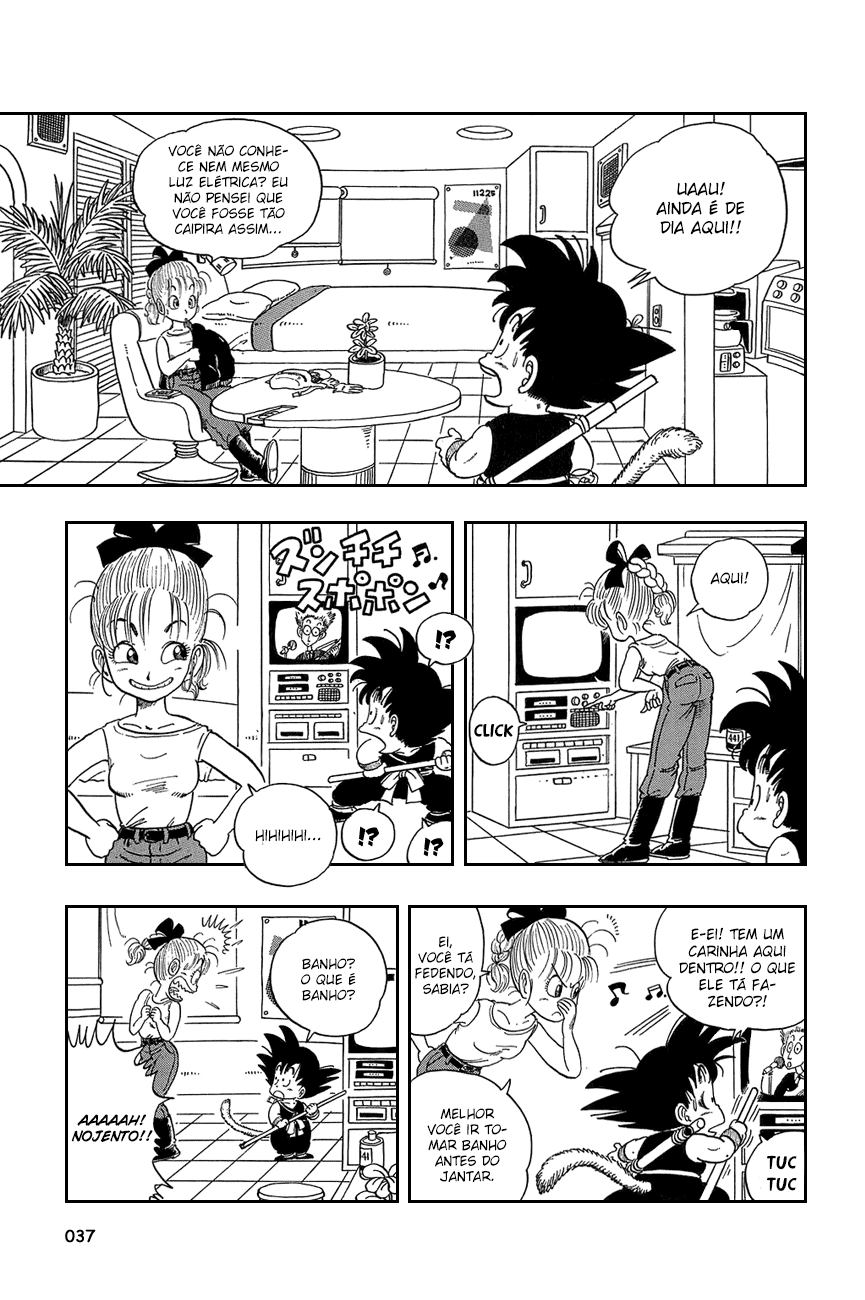 UAAU!
AINDA É DE
DIA AQUI!!
11225
VOCÊ NÃO CONHE-
CE NEM MESMO
LUZ ELÉTRICA? EU
NÃO PENSEI QUE
VOCÊ FOSSE TÃO
CAIPIRA ASSIM...
AQUI!
CLICK
441
ズンチチ♫
スポポン♪
!?
!?
!?
HIHIHIHI...
E-EI! TEM UM
CARINHA AQUI
DENTRO!! O QUE
ELE TÁ FA-
ZENDO?!
TUC
TUC
EI,
VOCÊ TÁ
FEDENDO,
SABIA?
MELHOR
VOCÊ IR TO-
MAR BANHO
ANTES DO
JANTAR.
BANHO?
O QUE É
BANHO?
41
AAAAAH!
NOJENTO!!
037